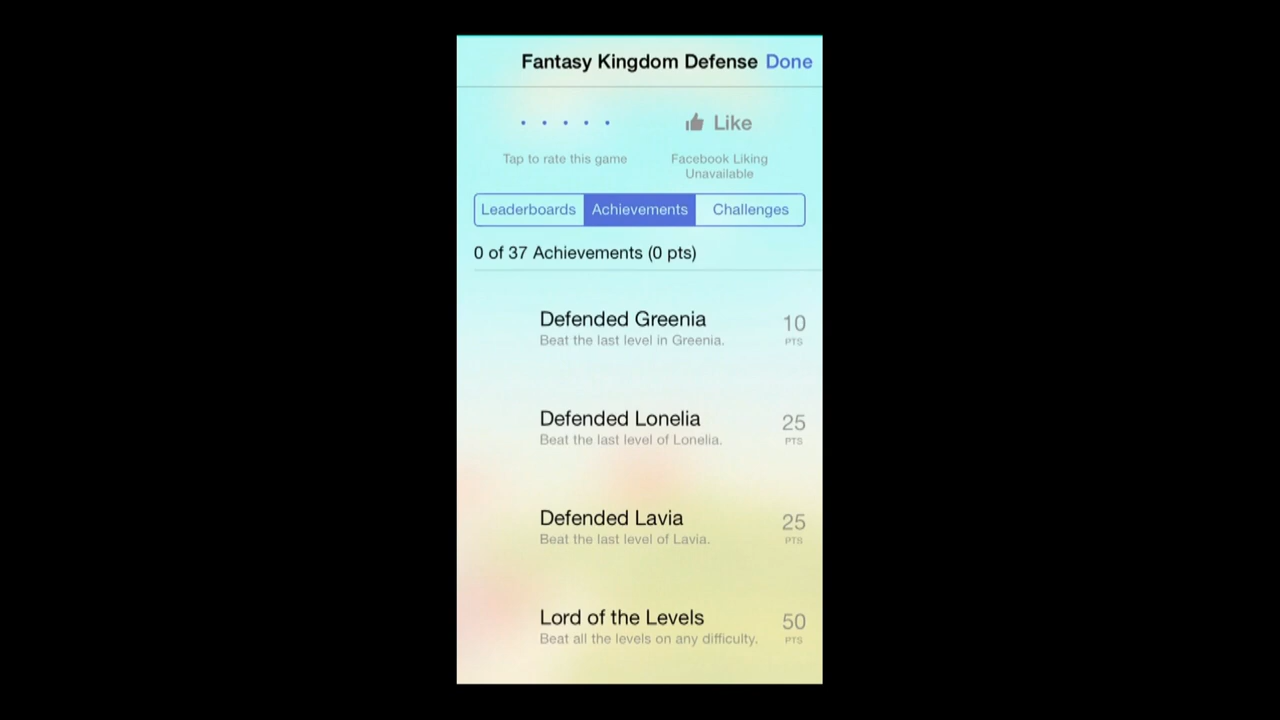 Fantasy Kingdom Defense Done
Like
Tap to rate this game
Facebook Liking
Unavailable
Leaderboards Achievements Challenges
0 of 37 Achievements (0 pts)
Defended Greenia
Beat the last level in Greenia.
10
PTS
Defended Lonelia
Beat the last level of Lonelia.
25
PTS
Defended Lavia
Beat the last level of Lavia.
25
PTS
Lord of the Levels
Beat all the levels on any difficulty.
50
PTS